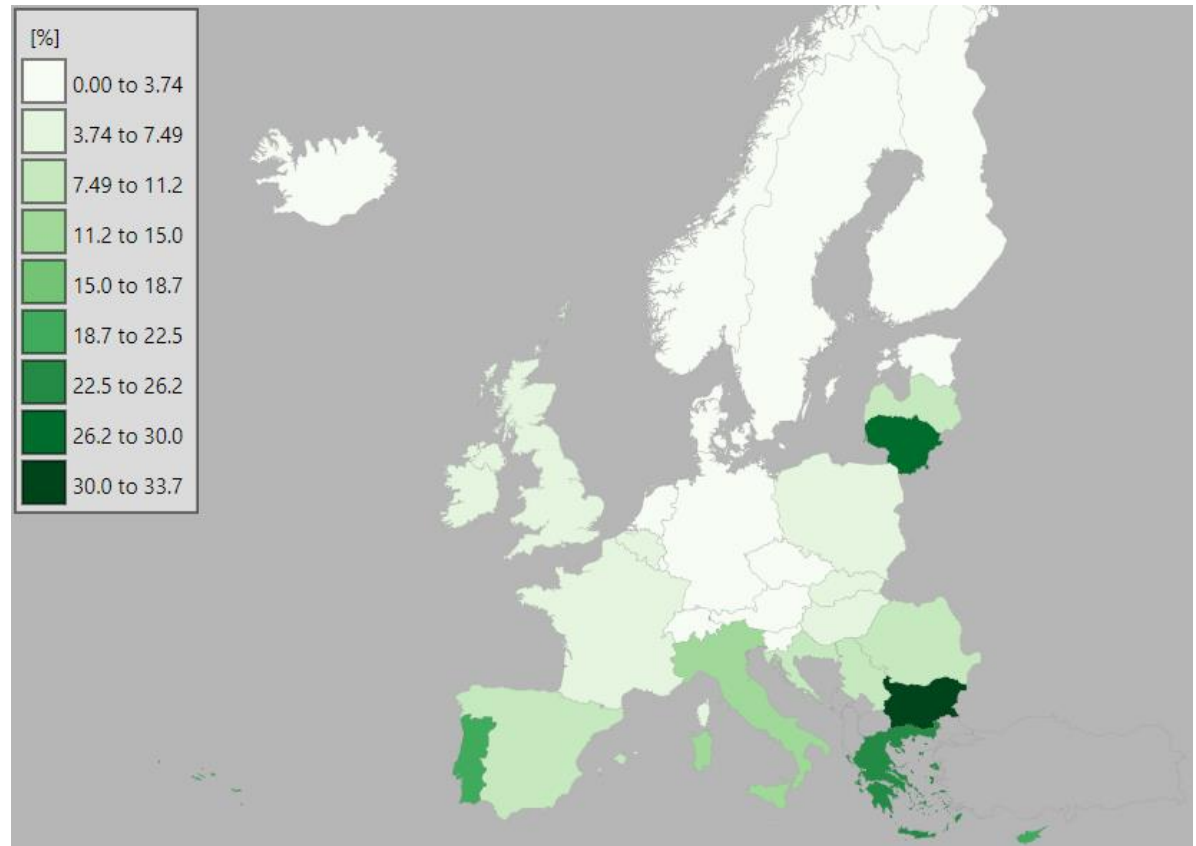 [%]
0.00 to 3.74
3.74 to 7.49
7.49 to 11.2
11.2 to 15.0
15.0 to 18.7
18.7 to 22.5
22.5 to 26.2
26.2 to 30.0
30.0 to 33.7